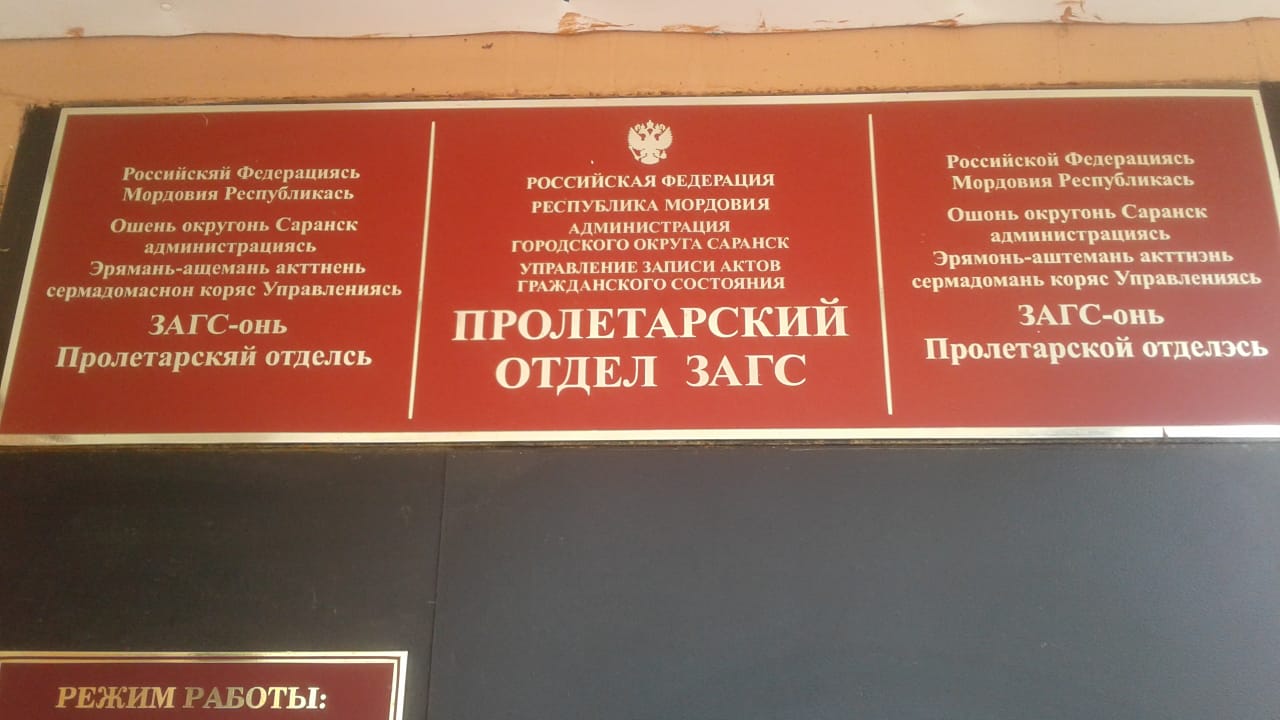 Российскяй Федерациясь
Мордовия Республикась
Ошень округонь Саранск
администрациясь
Эрямань-ащемань акттнень
сермадомаснон коряс Управлениясь
ЗАГС-онь
Пролетарскяй отделсь
РОССИЙСКАЯ ФЕДЕРАЦИЯ
РЕСПУБЛИКА МОРДОВИЯ
АДМИНИСТРАЦИЯ
ГОРОДСКОГО ОКРУГА САРАНСК
УПРАВЛЕНИЕ ЗАПИСИ АКТОВ
ГРАЖДАНСКОГО СОСТОЯНИЯ
ПРОЛЕТАРСКИЙ
ОТДЕЛ ЗАГС
Российской Федерациясь
Мордовия Республикась
Ошонь округонь Саранск
администрациясь
Эрямонь-аштемань акттнэнь
сермадомань коряс Управлениясь
ЗАГС-онь
Пролетарской отделэсь
РЕЖИМ РАБОТЫ: